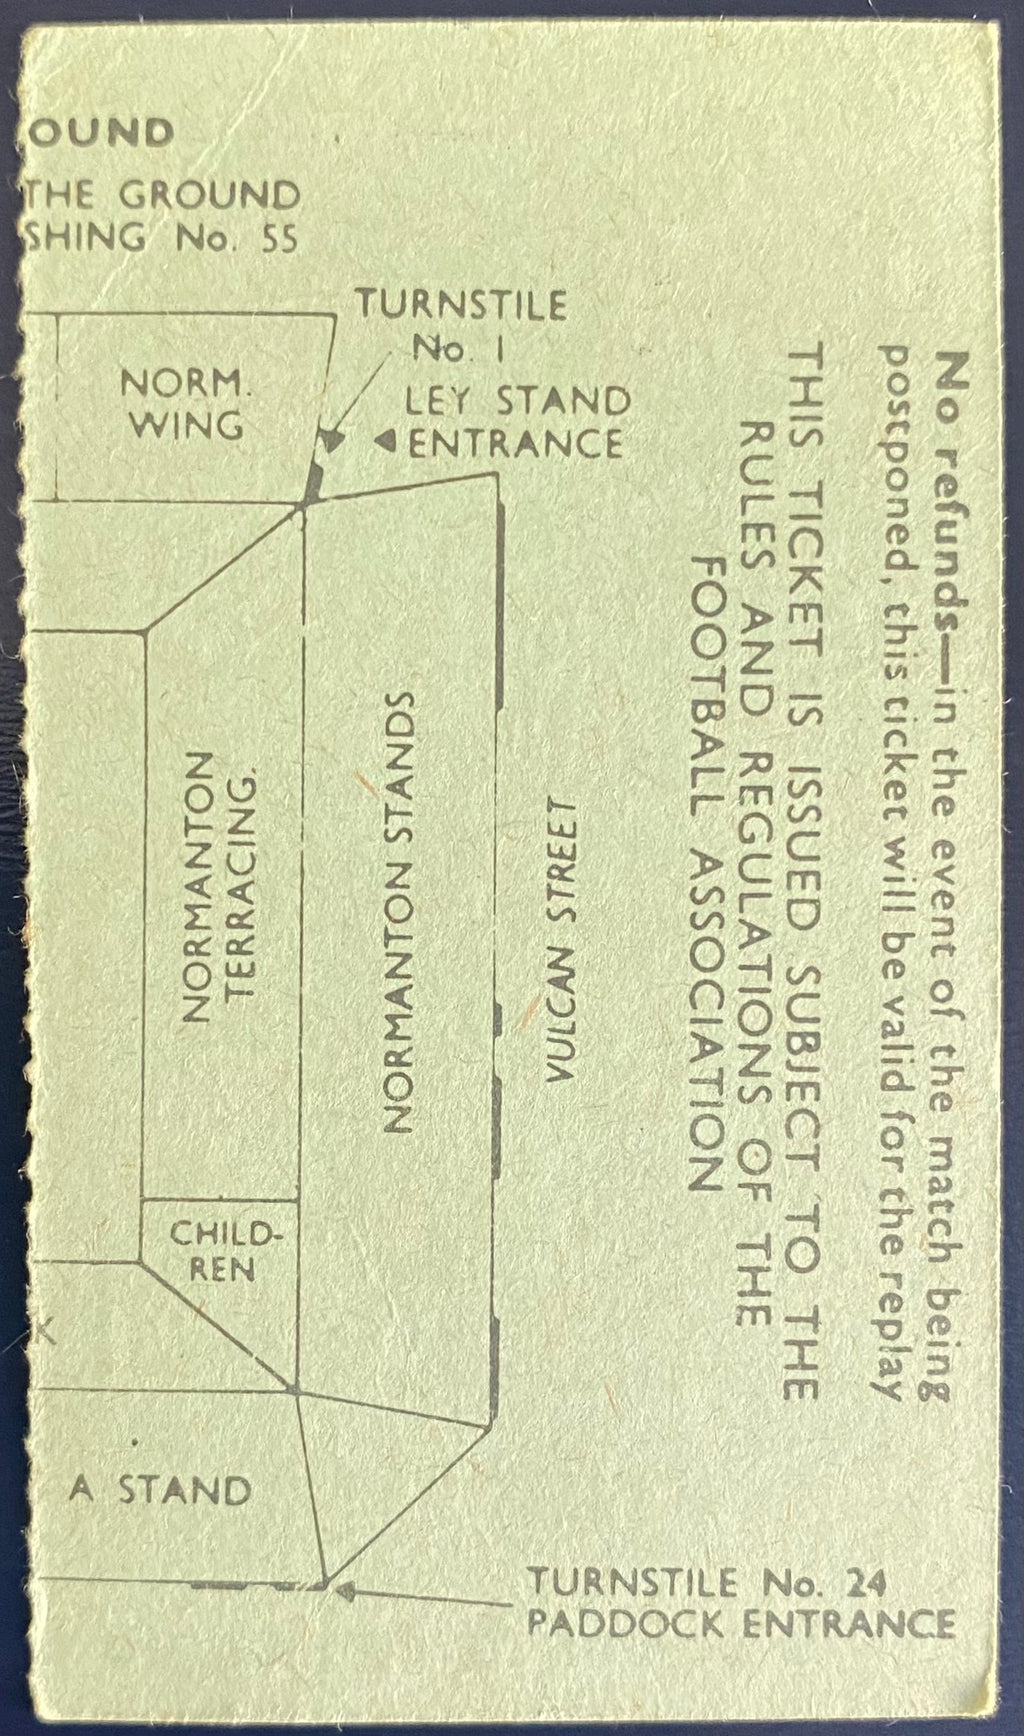 OUND
THE GROUND
SHING No. 55
TURNSTILE
No. 1
LEY STAND
ENTRANCE
NORM.
WING
NORMANTON
TERRACING.
NORMANTON STANDS
VULCAN STREET
CHILD-
REN
K
A STAND
TURNSTILE No. 24
PADDOCK ENTRANCE
No refunds—in the event of the match being
postponed, this ticket will be valid for the replay
THIS TICKET IS ISSUED SUBJECT TO THE
RULES AND REGULATIONS OF THE
FOOTBALL ASSOCIATION